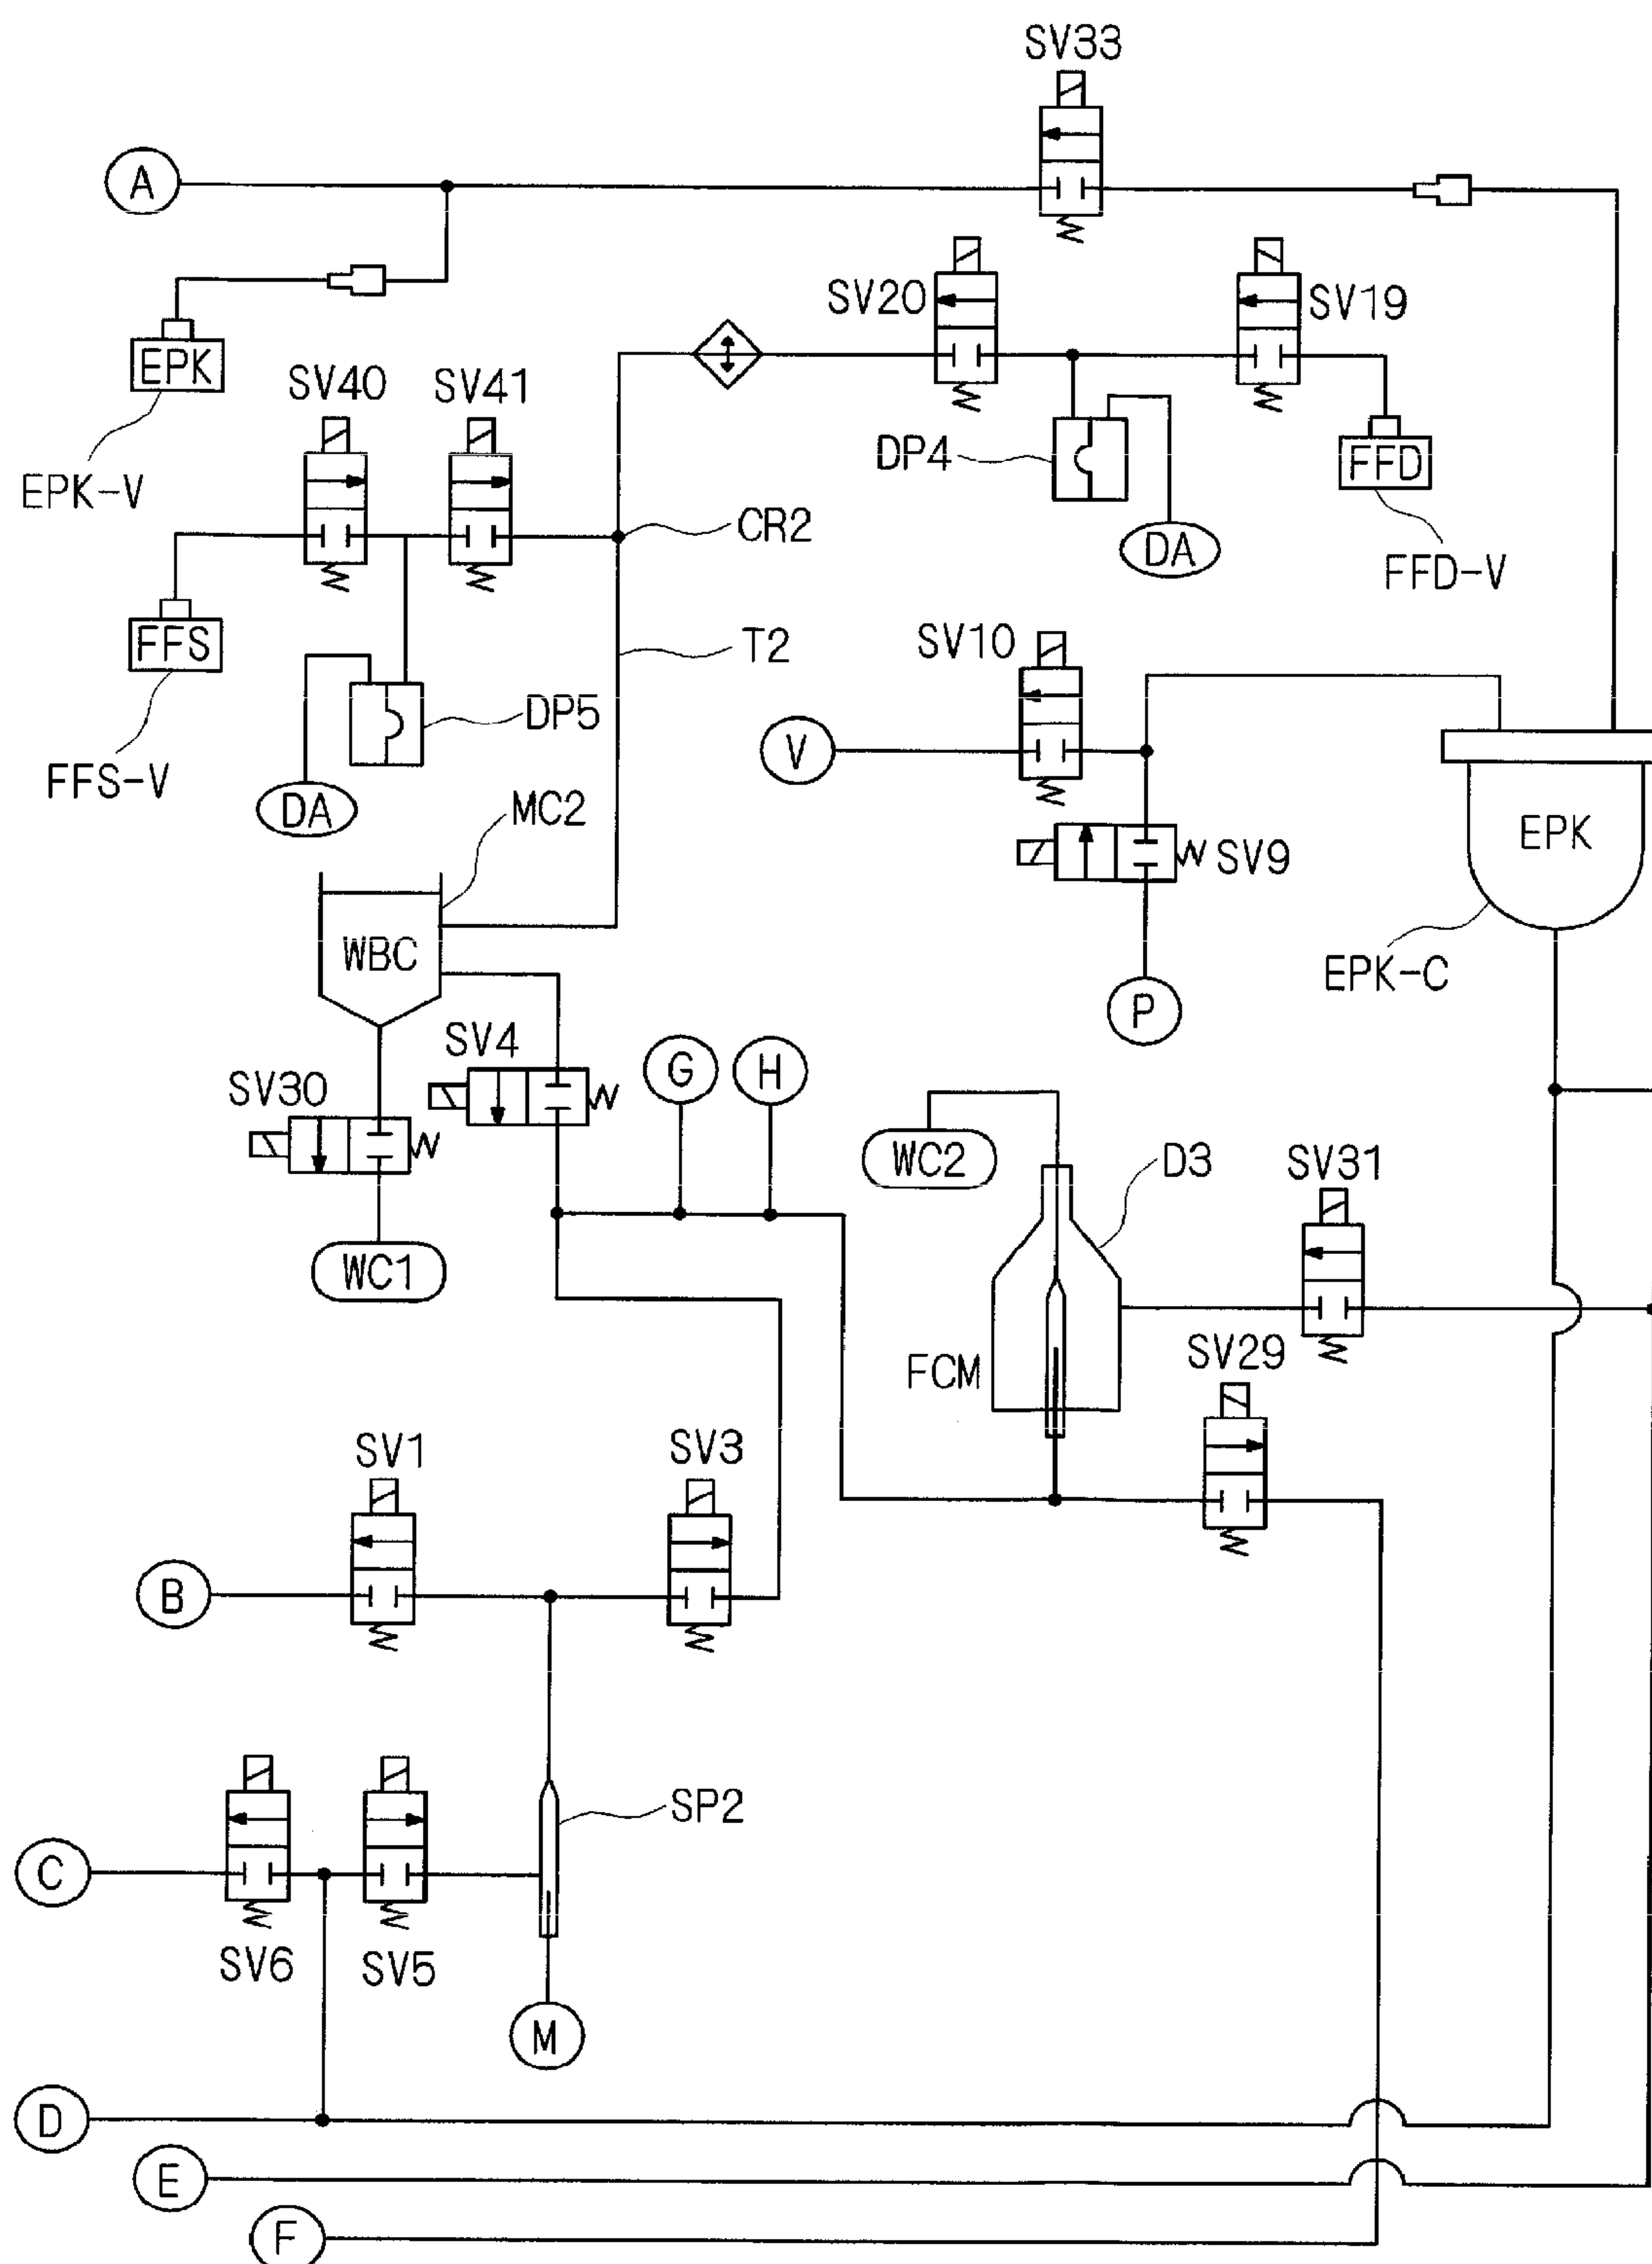 SV33
A
SV20
SV19
EPK
SV40
SV41
DP4
FFD
EPK-V
CR2
DA
FFD-V
FFS
SV10
T2
DP5
V
FFS-V
DA
MC2
EPK
SV9
WBC
EPK-C
P
SV4
G
H
SV30
WC2
D3
SV31
WC1
SV29
FCM
SV1
SV3
B
SP2
C
SV6
SV5
M
D
E
F